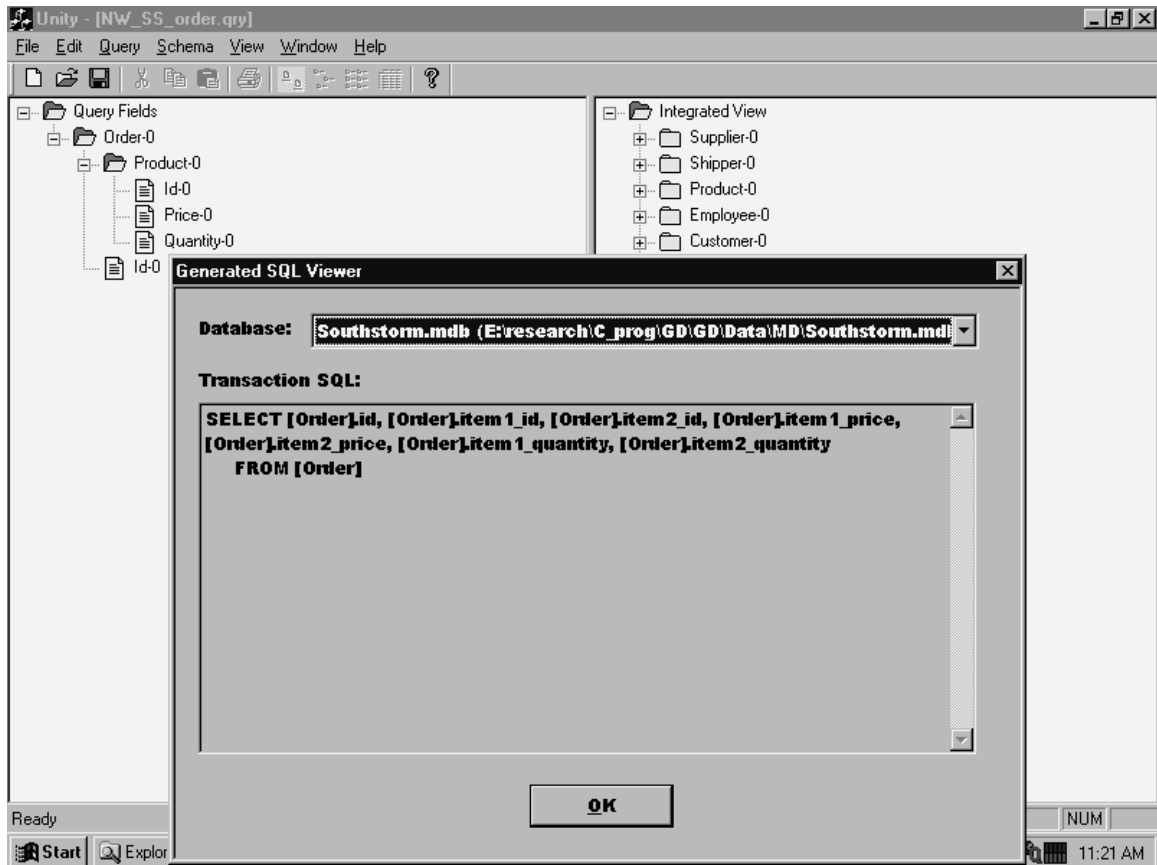 Unity - [NW_SS_order.qry]
File Edit Query Schema View Window Help
Query Fields
Order-0
Product-0
Id-0
Price-0
Quantity-0
Id-0
Integrated View
Supplier-0
Shipper-0
Product-0
Employee-0
Customer-0
Generated SQL Viewer
Database: Southstorm.mdb (E:\research\C_prog\GD\GD\Data\MD\Southstorm.md
Transaction SQL:
SELECT [Order].id, [Order].item1_id, [Order].item2_id, [Order].item1_price,
[Order].item2_price, [Order].item1_quantity, [Order].item2_quantity
FROM [Order]
OK
Ready NUM
Start Explor 11:21 AM